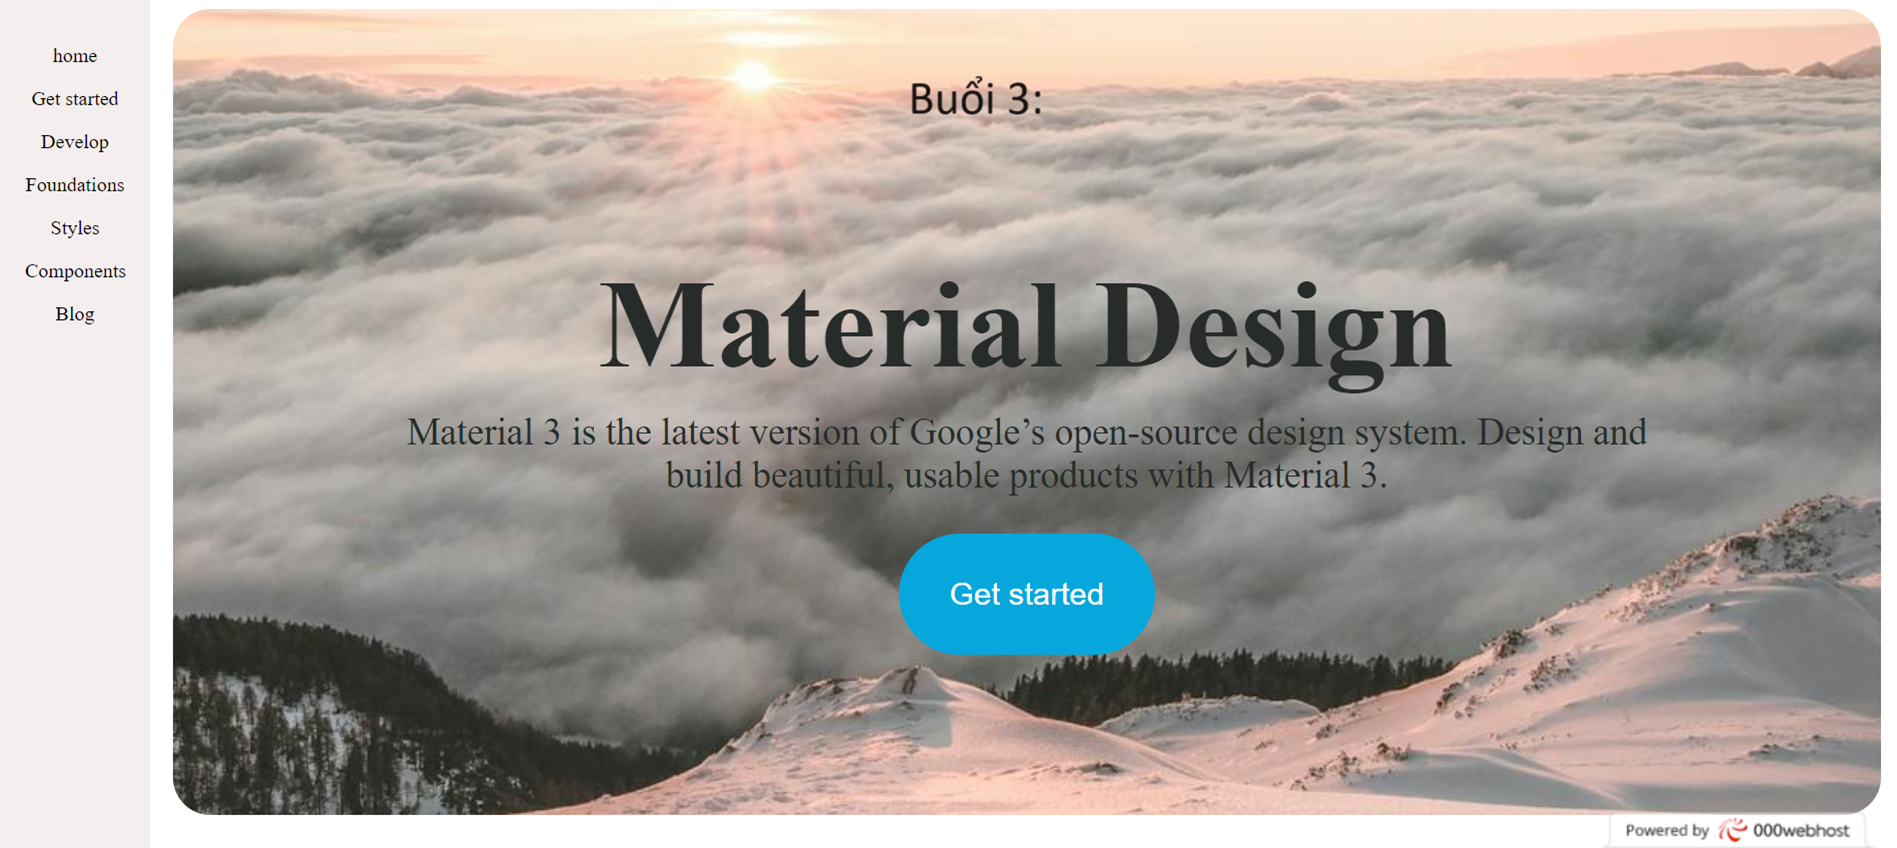 home
Get started
Develop
Foundations
Styles
Components
Blog
Buổi 3:
Material Design
Material 3 is the latest version of Google’s open-source design system. Design and
build beautiful, usable products with Material 3.
Get started
Powered by 000webhost